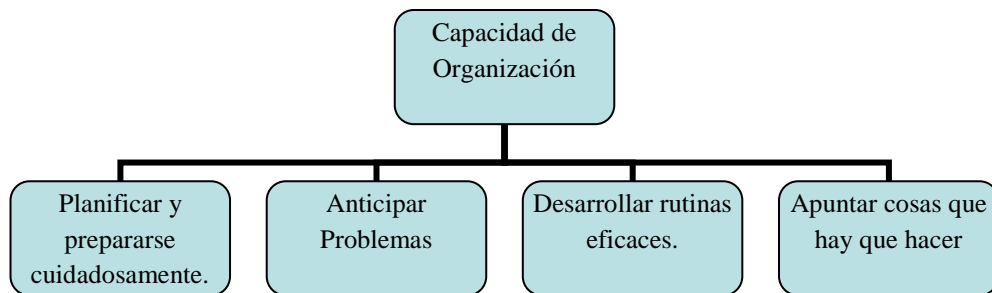 Capacidad de
Organización
Planificar y
prepararse
cuidadosamente.
Anticipar
Problemas
Desarrollar rutinas
eficaces.
Apuntar cosas que
hay que hacer